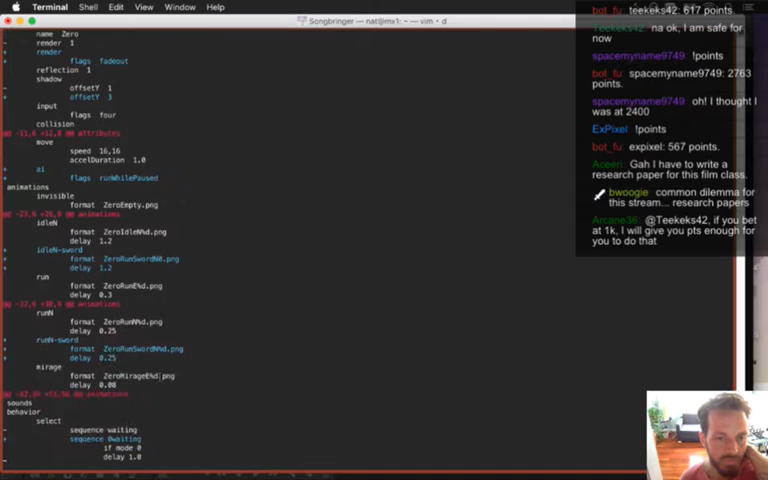 Terminal Shell Edit View Window Help
Songbringer — nat@mx1: ~ — vim • d
name Zero
- render 1
+ render
+ flags fadeout
reflection 1
shadow
- offsetY 1
+ offsetY 3
input
flags four
collision
@@ -11,6 +12,8 @@ attributes
move
speed 16,16
accelDuration 1.0
+ ai
+ flags runWhilePaused
animations
invisible
format ZeroEmpty.png
@@ animations
idleN
format ZeroIdleN%d.png
delay 1.2
+ idleN-sword
+ format ZeroRunSwordN0.png
+ delay 1.2
run
format ZeroRunE%d.png
delay 0.3
@@ animations
runN
format ZeroRunN%d.png
delay 0.25
+ runN-sword
+ format ZeroRunSwordN%d.png
+ delay 0.25
mirage
format ZeroMirageE%d.png
delay 0.08
@@ animations
sounds
behavior
select
- sequence waiting
+ sequence 0waiting
if mode 0
delay 1.0
bot_fu: teekeks42: 617 points.
Teekeks42: na ok, I am safe for
now
spacemyname9749 !points
bot_fu: spacemyname9749: 2763
points.
spacemyname9749: oh! I thought I
was at 2400
ExPixel !points
bot_fu: expixel: 567 points.
Aceen: Gah I have to write a
research paper for this film class.
bwoogie common dilemma for
this stream... research papers
Arcane36: @Teekeks42, if you bet
at 1k, I will give you pts enough for
you to do that